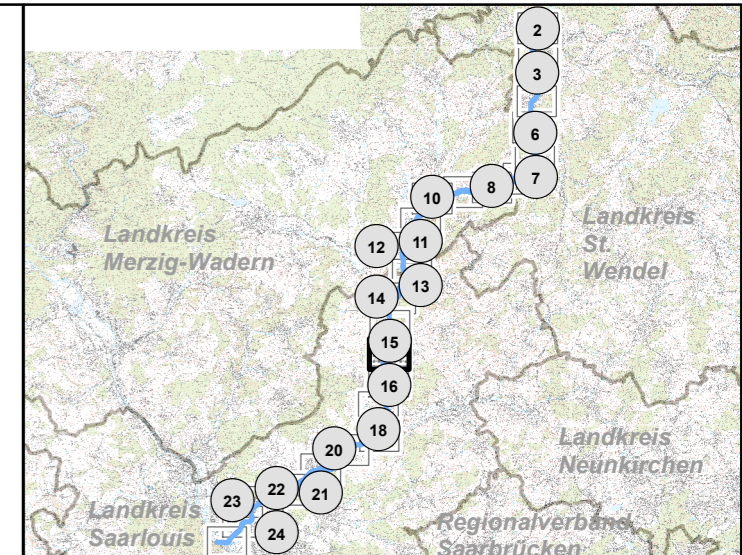 2
3
6
7
8
10
Landkreis
Merzig-Wadern
Landkreis
St.
Wendel
11
12
13
14
15
16
18
Landkreis
Neunkirchen
20
21
22
23
24
Landkreis
Saarlouis
Regionalverband
Saarbrücken